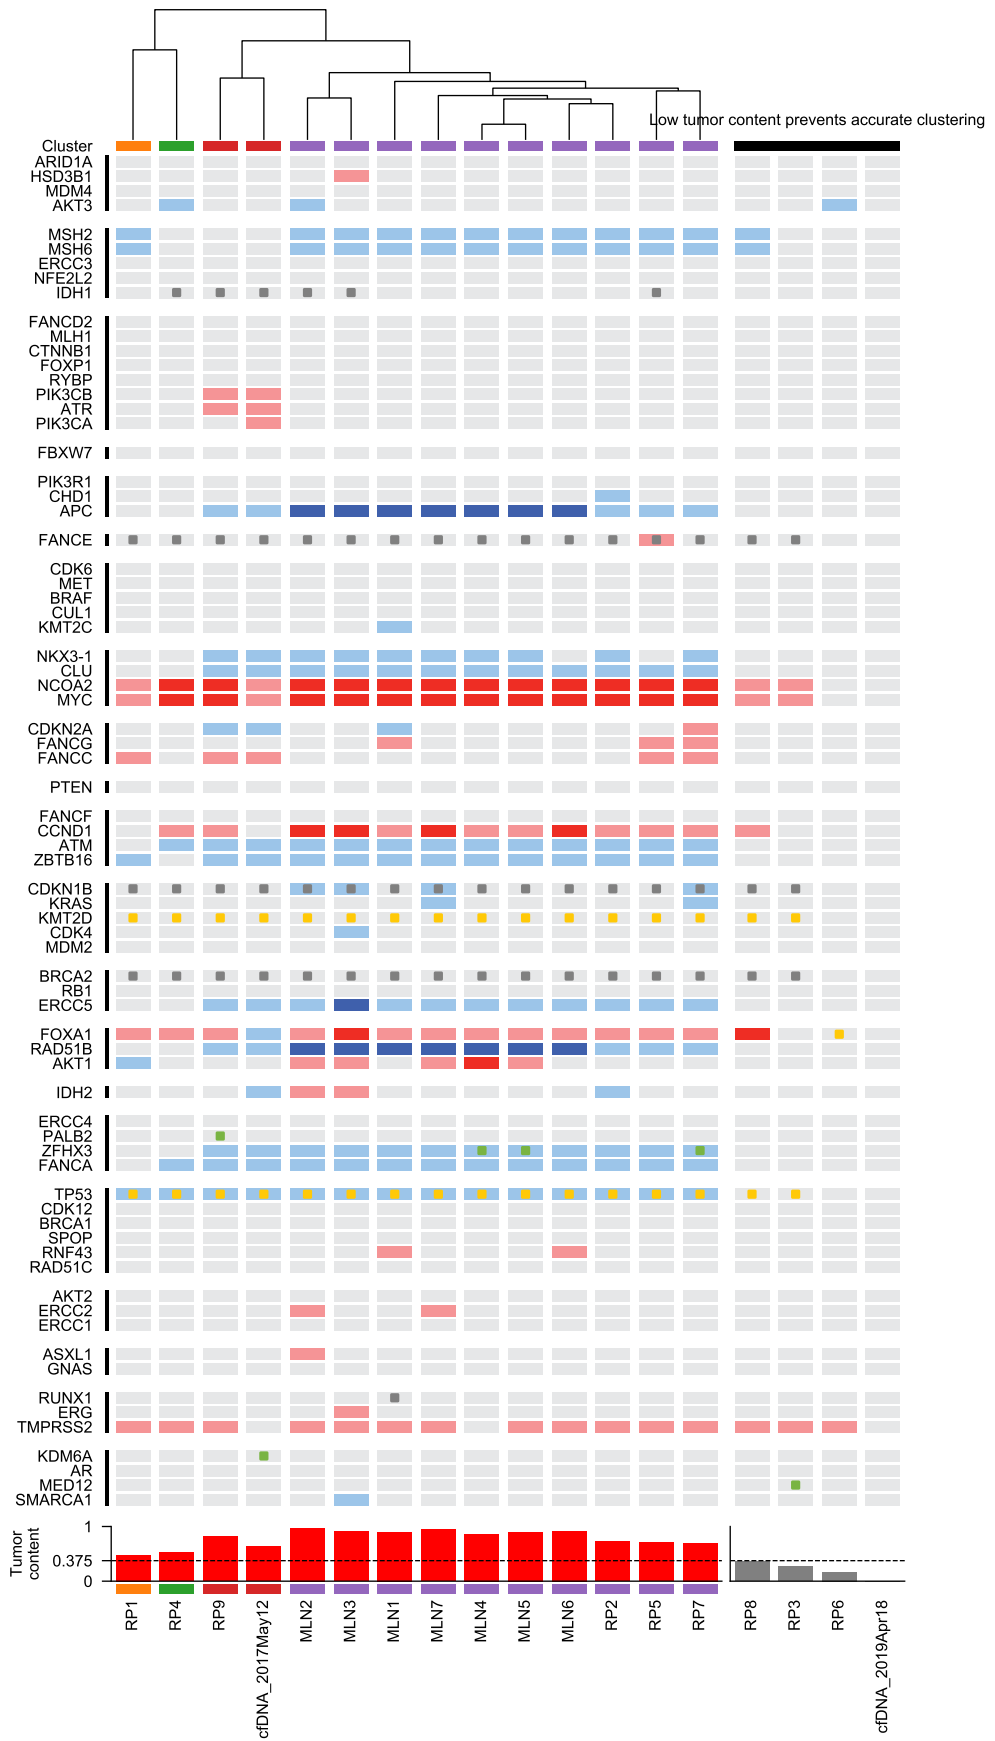 Low tumor content prevents accurate clustering
Cluster
ARID1A
HSD3B1
MDM4
AKT3
MSH2
MSH6
ERCC3
NFE2L2
IDH1
FANCD2
MLH1
CTNNB1
FOXP1
RYBP
PIK3CB
ATR
PIK3CA
FBXW7
PIK3R1
CHD1
APC
FANCE
CDK6
MET
BRAF
CUL1
KMT2C
NKX3-1
CLU
NCOA2
MYC
CDKN2A
FANCG
FANCC
PTEN
FANCF
CCND1
ATM
ZBTB16
CDKN1B
KRAS
KMT2D
CDK4
MDM2
BRCA2
RB1
ERCC5
FOXA1
RAD51B
AKT1
IDH2
ERCC4
PALB2
ZFHX3
FANCA
TP53
CDK12
BRCA1
SPOP
RNF43
RAD51C
AKT2
ERCC2
ERCC1
ASXL1
GNAS
RUNX1
ERG
TMPRSS2
KDM6A
AR
MED12
SMARCA1
Tumor
content
1
0.375
0
RP1
RP4
RP9
cfDNA_2017May12
MLN2
MLN3
MLN1
MLN7
MLN4
MLN5
MLN6
RP2
RP5
RP7
RP8
RP3
RP6
cfDNA_2019Apr18